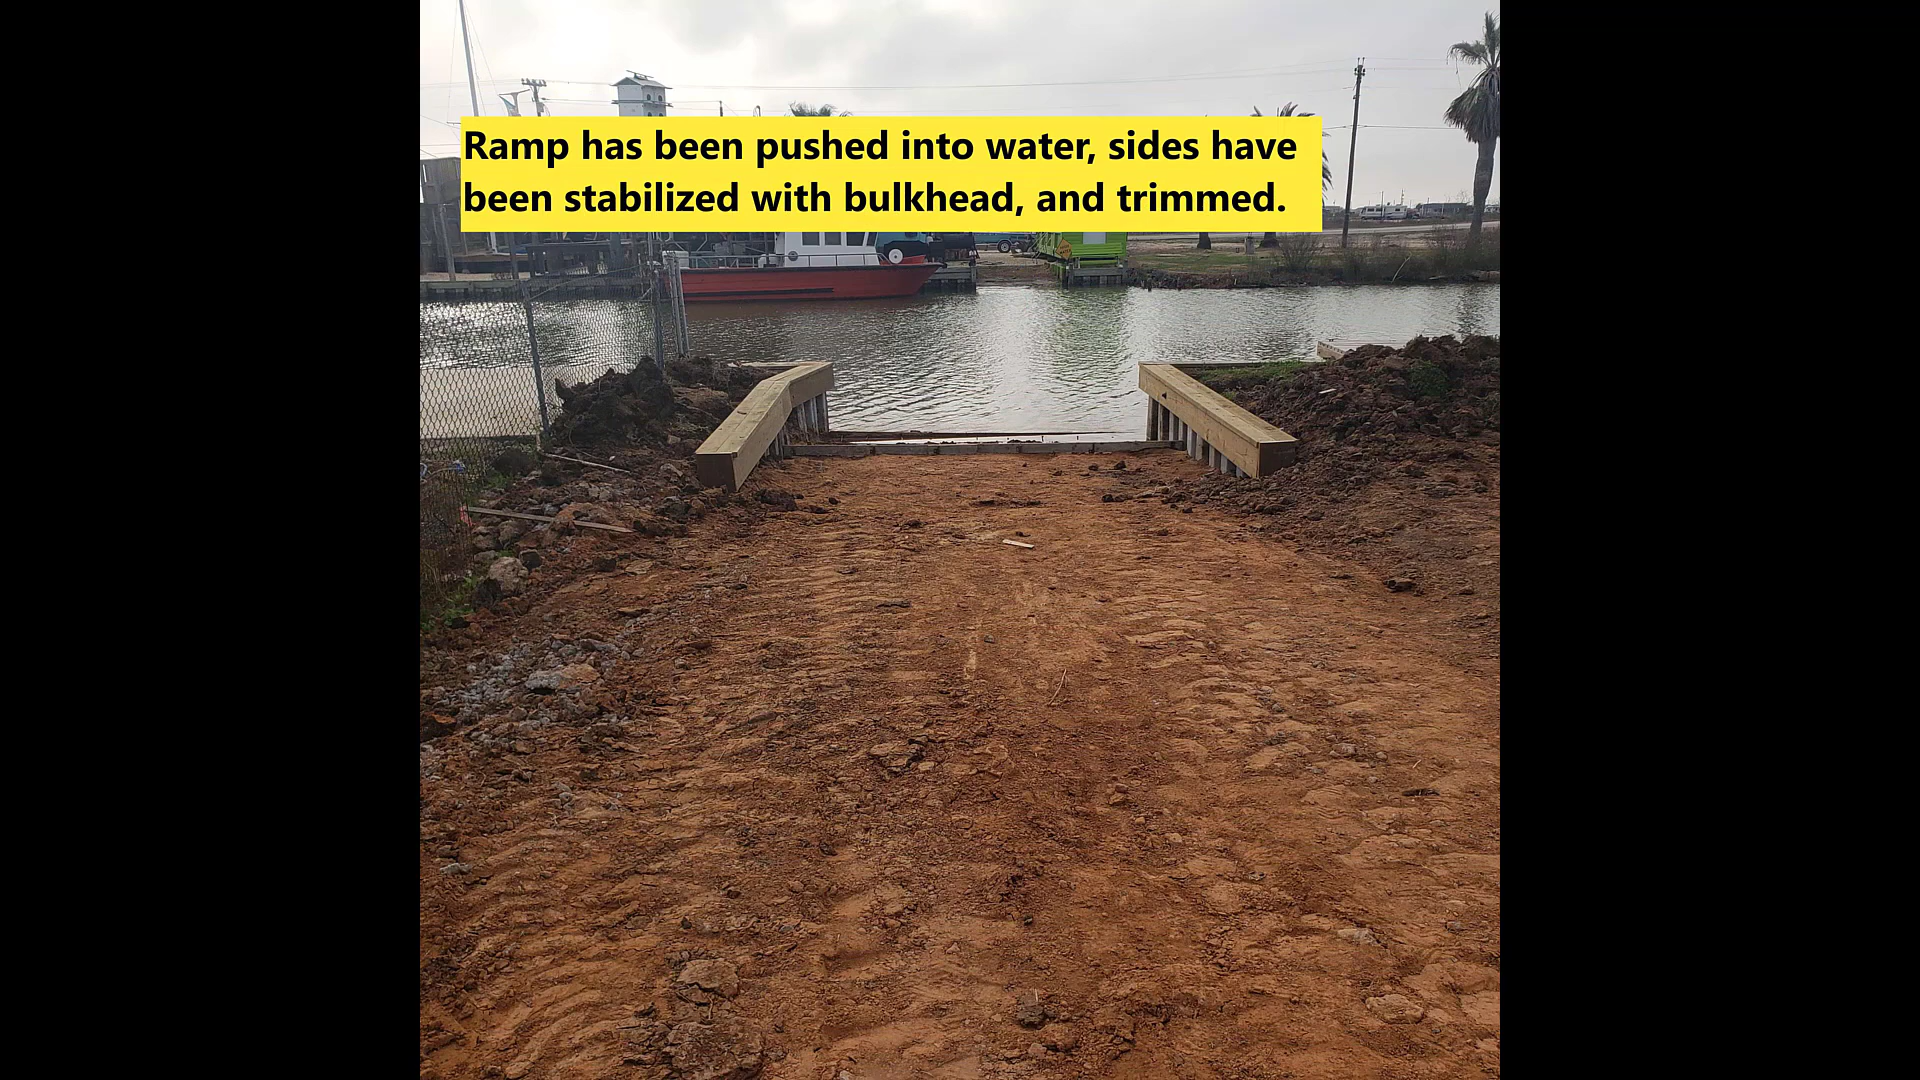 Ramp has been pushed into water, sides have
been stabilized with bulkhead, and trimmed.